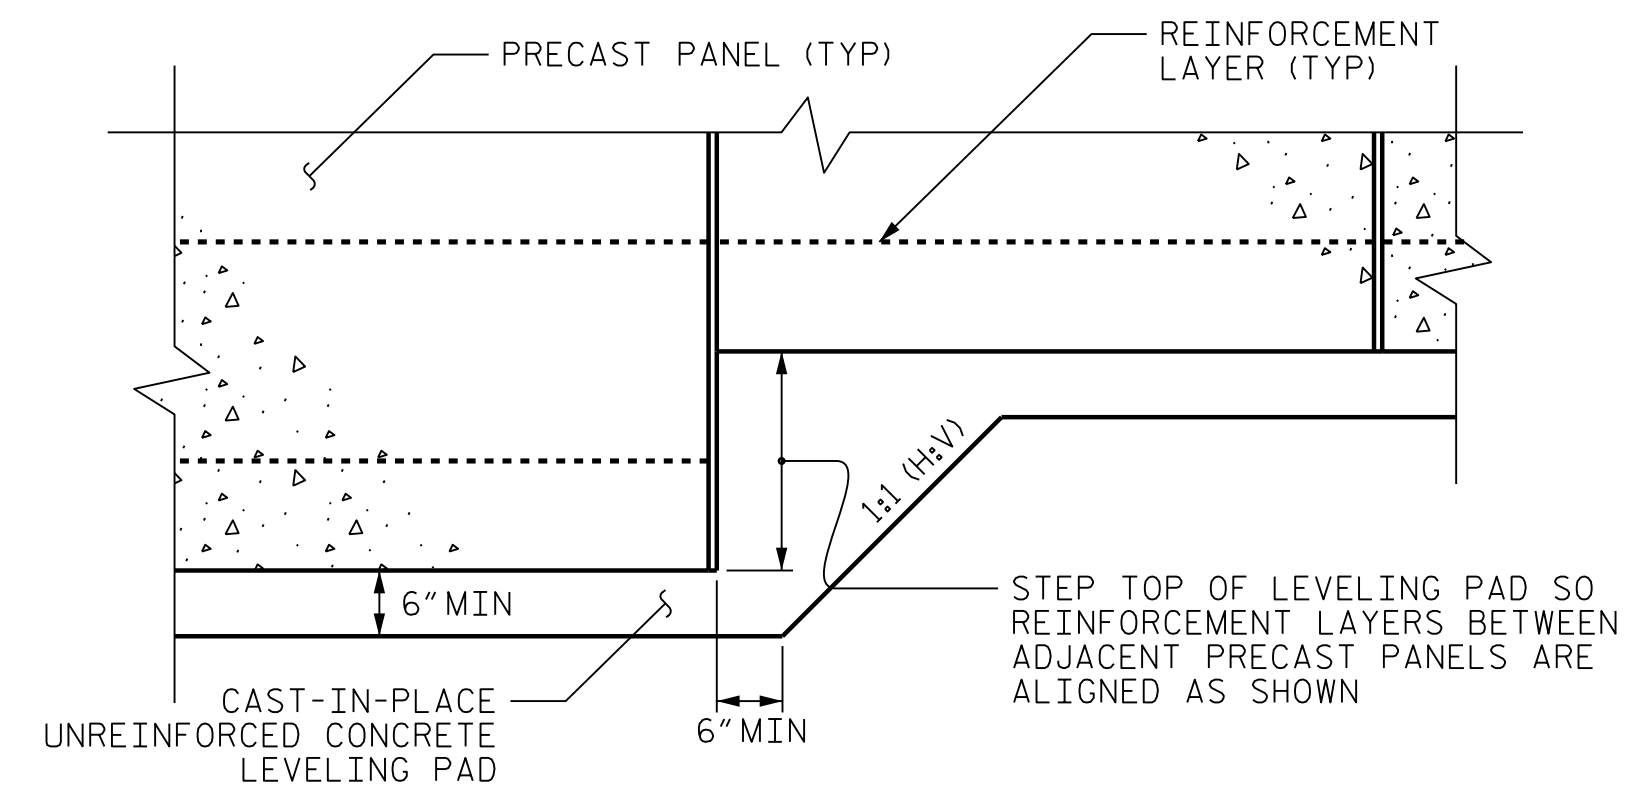 PRECAST PANEL (TYP)
REINFORCEMENT
LAYER (TYP)
1:1 (H:V)
6" MIN
STEP TOP OF LEVELING PAD SO
REINFORCEMENT LAYERS BETWEEN
ADJACENT PRECAST PANELS ARE
ALIGNED AS SHOWN
CAST-IN-PLACE
UNREINFORCED CONCRETE
LEVELING PAD
6" MIN